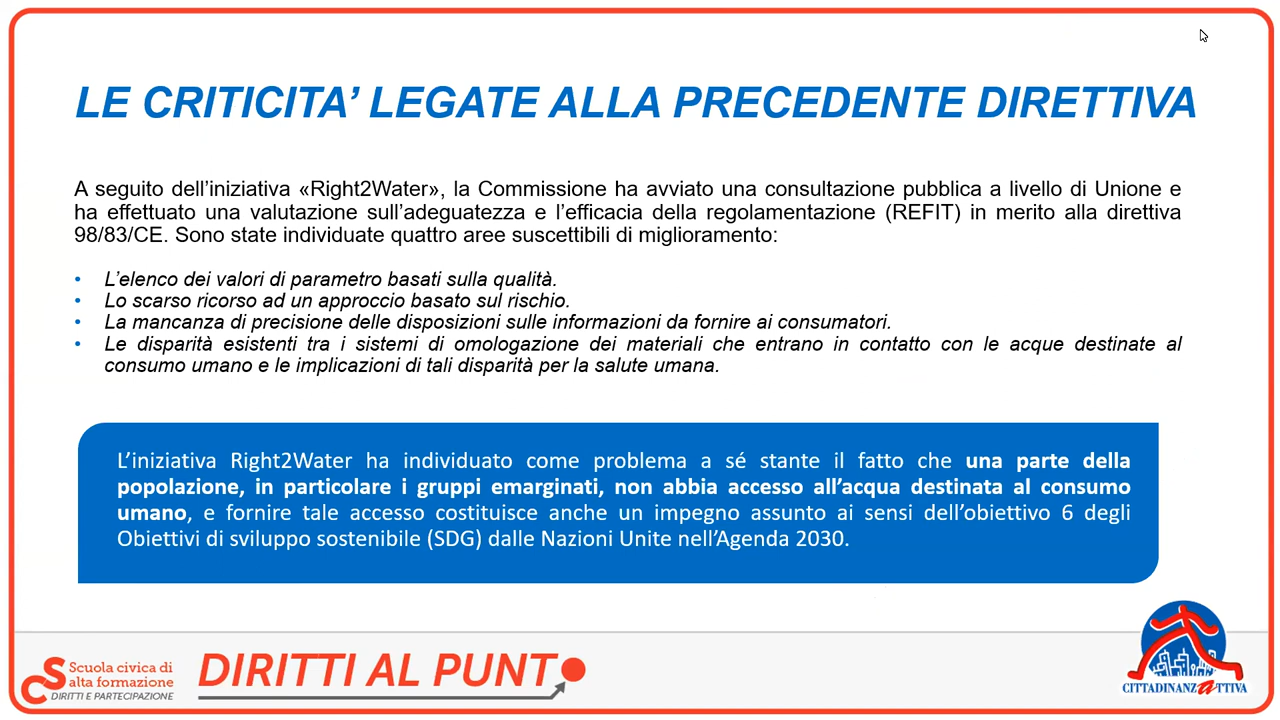 LE CRITICITA’ LEGATE ALLA PRECEDENTE DIRETTIVA
A seguito dell’iniziativa «Right2Water», la Commissione ha avviato una consultazione pubblica a livello di Unione e
ha effettuato una valutazione sull’adeguatezza e l’efficacia della regolamentazione (REFIT) in merito alla direttiva
98/83/CE. Sono state individuate quattro aree suscettibili di miglioramento:
• L’elenco dei valori di parametro basati sulla qualità.
• Lo scarso ricorso ad un approccio basato sul rischio.
• La mancanza di precisione delle disposizioni sulle informazioni da fornire ai consumatori.
• Le disparità esistenti tra i sistemi di omologazione dei materiali che entrano in contatto con le acque destinate al
consumo umano e le implicazioni di tali disparità per la salute umana.
L’iniziativa Right2Water ha individuato come problema a sé stante il fatto che una parte della
popolazione, in particolare i gruppi emarginati, non abbia accesso all’acqua destinata al consumo
umano, e fornire tale accesso costituisce anche un impegno assunto ai sensi dell’obiettivo 6 degli
Obiettivi di sviluppo sostenibile (SDG) dalle Nazioni Unite nell’Agenda 2030.
CS Scuola civica di
alta formazione
DIRITTI E PARTECIPAZIONE
DIRITTI AL PUNTO
CITTADINANZATTIVA